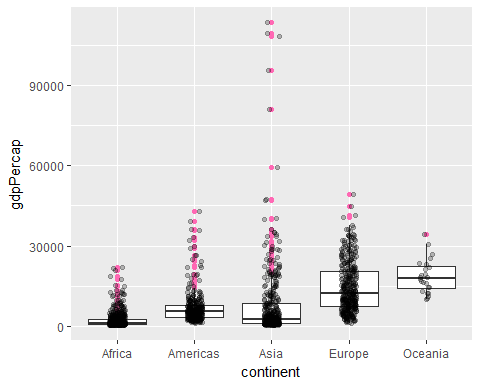 gdpPercap
90000
60000
30000
0
Africa Americas Asia Europe Oceania
continent